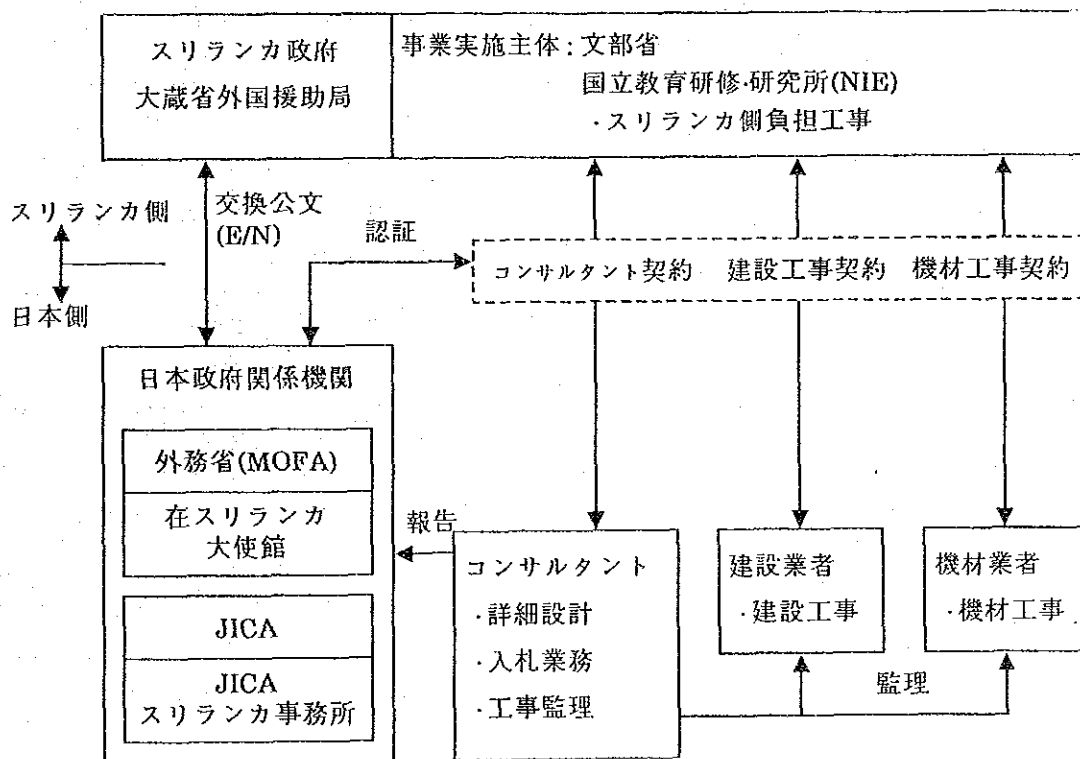 スリランカ政府
大蔵省外国援助局
事業実施主体：文部省
国立教育研修・研究所(NIE)
・スリランカ側負担工事
スリランカ側
日本側
交換公文
(E/N)
認証
コンサルタント契約　建設工事契約　機材工事契約
日本政府関係機関
外務省(MOFA)
在スリランカ
大使館
JICA
JICA
スリランカ事務所
報告
コンサルタント
・詳細設計
・入札業務
・工事監理
建設業者
・建設工事
機材業者
・機材工事
監理